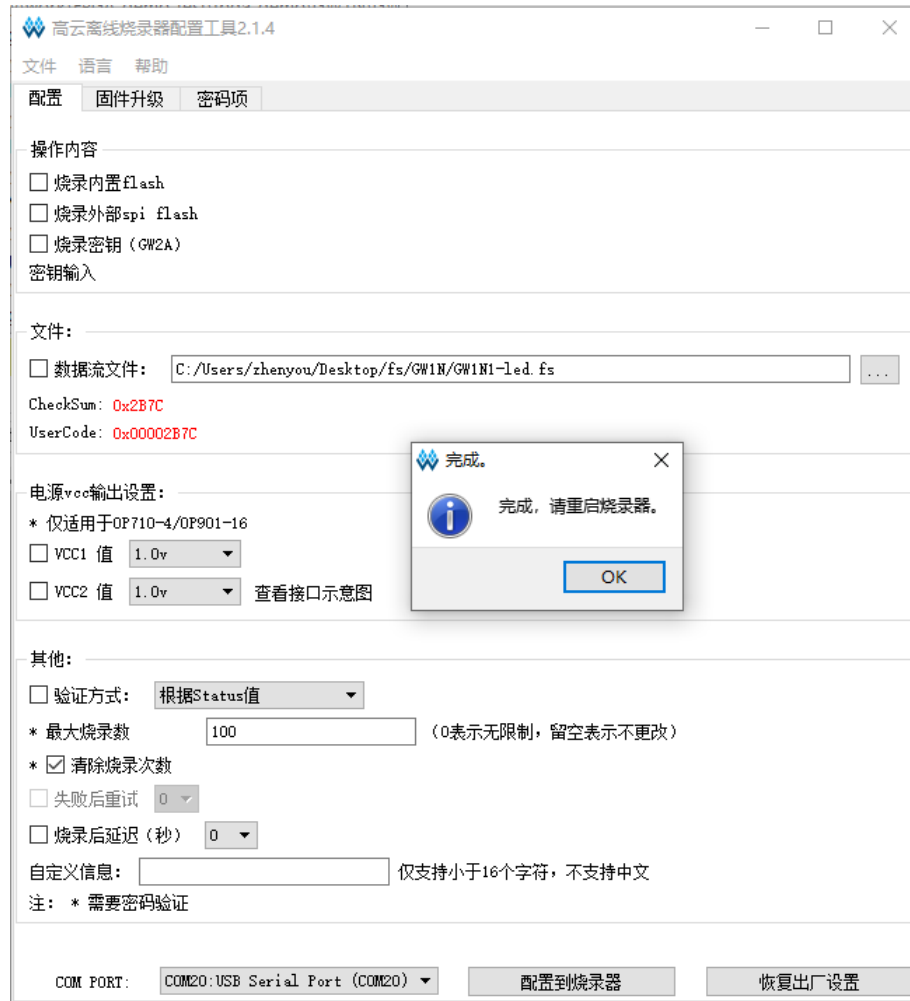 高云离线烧录器配置工具2.1.4
文件 语言 帮助
配置 固件升级 密码项
操作内容
烧录内置flash
烧录外部spi flash
烧录密钥（GW2A）
密钥输入
文件：
数据流文件： C:/Users/zhenyou/Desktop/fs/GW1N/GW1N1-led.fs ...
CheckSum: 0x2B7C
UserCode: 0x00002B7C
电源vcc输出设置：
* 仅适用于OP710-4/OP901-16
VCC1 值 1.0v
VCC2 值 1.0v 查看接口示意图
完成。
完成，请重启烧录器。
OK
其他：
验证方式： 根据Status值
* 最大烧录数 100 （0表示无限制，留空表示不更改）
* 清除烧录次数
失败后重试 0
烧录后延迟（秒） 0
自定义信息： 仅支持小于16个字符，不支持中文
注： * 需要密码验证
COM PORT: COM20:USB Serial Port (COM20) 配置到烧录器 恢复出厂设置